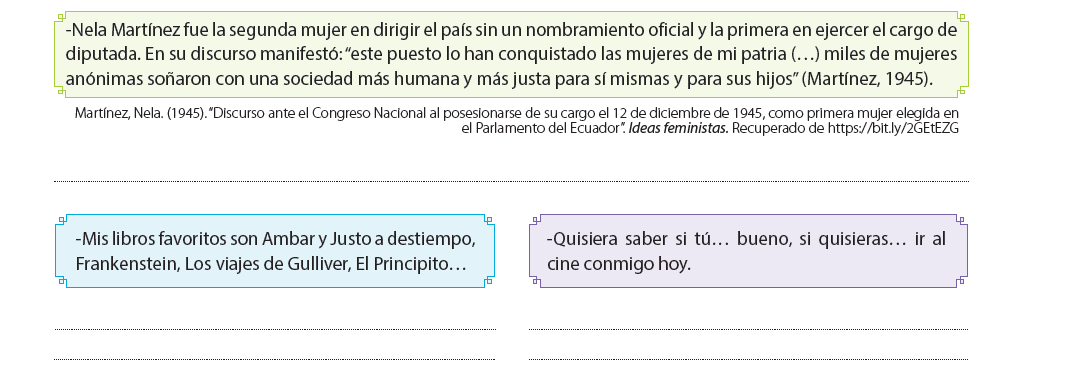 -Nela Martínez fue la segunda mujer en dirigir el país sin un nombramiento oficial y la primera en ejercer el cargo de
diputada. En su discurso manifestó: “este puesto lo han conquistado las mujeres de mi patria (…) miles de mujeres
anónimas soñaron con una sociedad más humana y más justa para sí mismas y para sus hijos” (Martínez, 1945).
Martínez, Nela. (1945). “Discurso ante el Congreso Nacional al posesionarse de su cargo el 12 de diciembre de 1945, como primera mujer elegida en
el Parlamento del Ecuador”. Ideas feministas. Recuperado de https://bit.ly/2GEtEZG
-Mis libros favoritos son Ambar y Justo a destiempo,
Frankenstein, Los viajes de Gulliver, El Principito…
-Quisiera saber si tú… bueno, si quisieras… ir al
cine conmigo hoy.